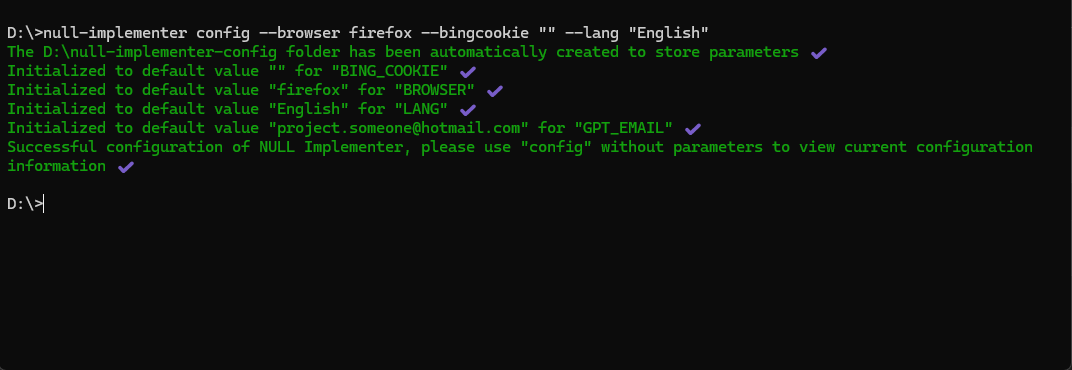 D:\>null-implementer config --browser firefox --bingcookie "" --lang "English"
The D:\null-implementer-config folder has been automatically created to store parameters ✔
Initialized to default value "" for "BING_COOKIE" ✔
Initialized to default value "firefox" for "BROWSER" ✔
Initialized to default value "English" for "LANG" ✔
Initialized to default value "project.someone@hotmail.com" for "GPT_EMAIL" ✔
Successful configuration of NULL Implementer, please use "config" without parameters to view current configuration
information ✔
D:\>